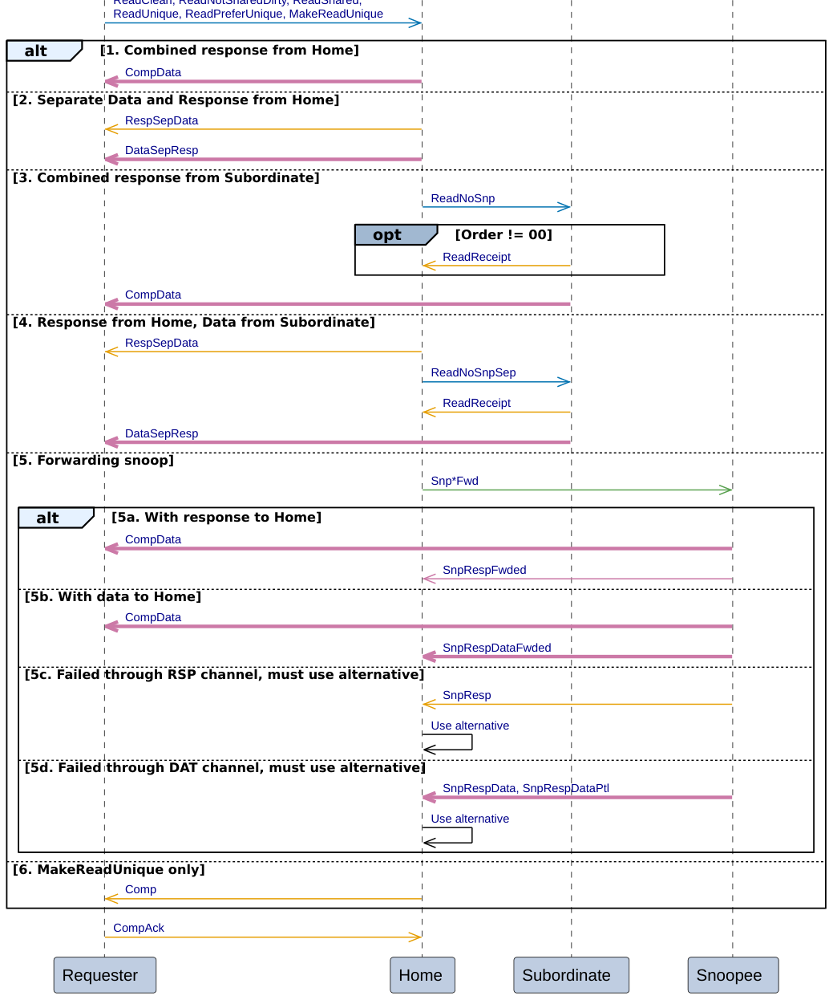 ReadClean, ReadNotSharedDirty, ReadShared,
ReadUnique, ReadPreferUnique, MakeReadUnique
alt [1. Combined response from Home]
CompData
[2. Separate Data and Response from Home]
RespSepData
DataSepResp
[3. Combined response from Subordinate]
ReadNoSnp
opt [Order != 00]
ReadReceipt
CompData
[4. Response from Home, Data from Subordinate]
RespSepData
ReadNoSnpSep
ReadReceipt
DataSepResp
[5. Forwarding snoop]
Snp*Fwd
alt [5a. With response to Home]
CompData
SnpRespFwded
[5b. With data to Home]
CompData
SnpRespDataFwded
[5c. Failed through RSP channel, must use alternative]
SnpResp
Use alternative
[5d. Failed through DAT channel, must use alternative]
SnpRespData, SnpRespDataPtl
Use alternative
[6. MakeReadUnique only]
Comp
CompAck
Requester Home Subordinate Snoopee